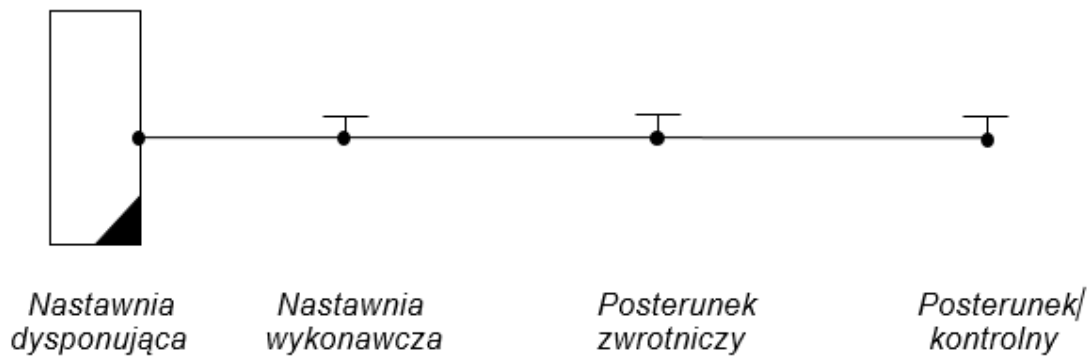 Nastawnia
dysponująca
Nastawnia
wykonawcza
Posterunek
zwrotniczy
Posterunek
kontrolny